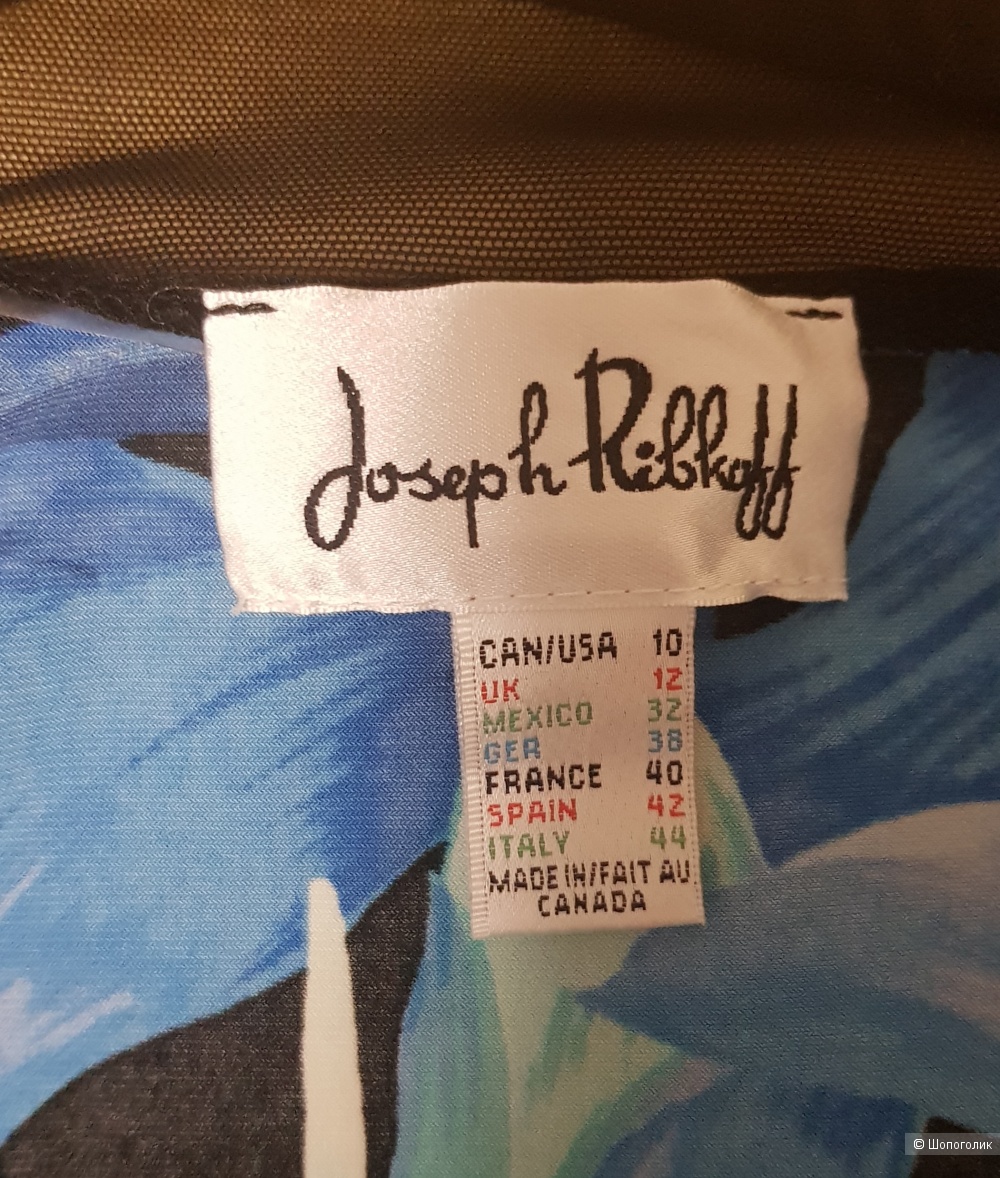 Joseph Ribkoff
CAN/USA 10
UK 12
MEXICO 32
GER 38
FRANCE 40
SPAIN 42
ITALY 44
MADE IN/FAIT AU
CANADA
© Шопоголик